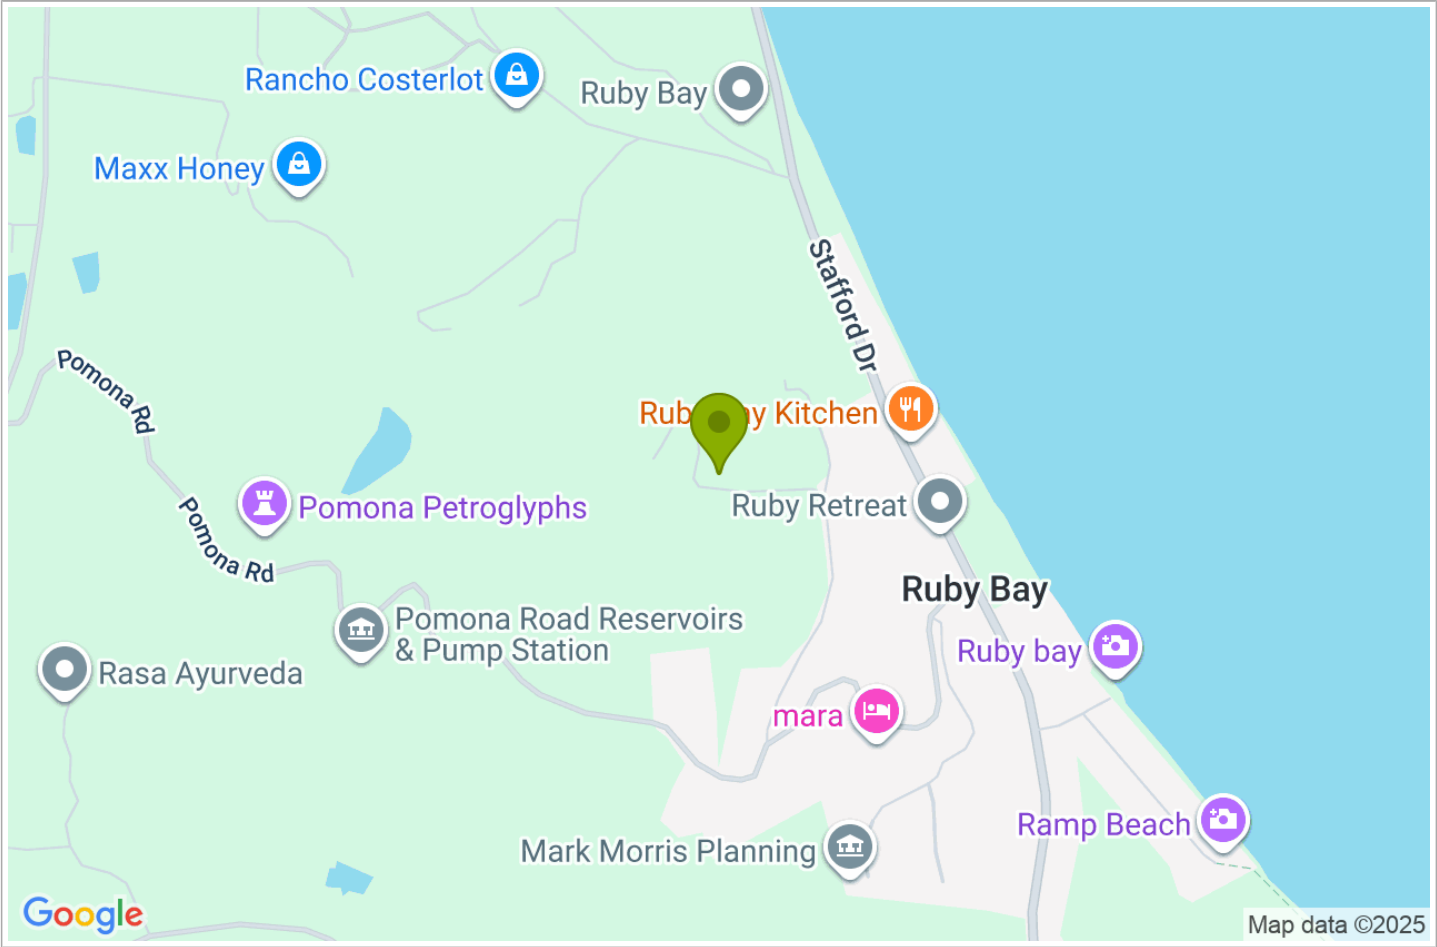 Rancho Costerlot
Ruby Bay
Maxx Honey
Stafford Dr
Pomona Rd
Ruby Bay Kitchen
Pomona Petroglyphs
Ruby Retreat
Pomona Rd
Ruby Bay
Pomona Road Reservoirs
& Pump Station
Ruby bay
Rasa Ayurveda
mara
Ramp Beach
Mark Morris Planning
Google
Map data ©2025